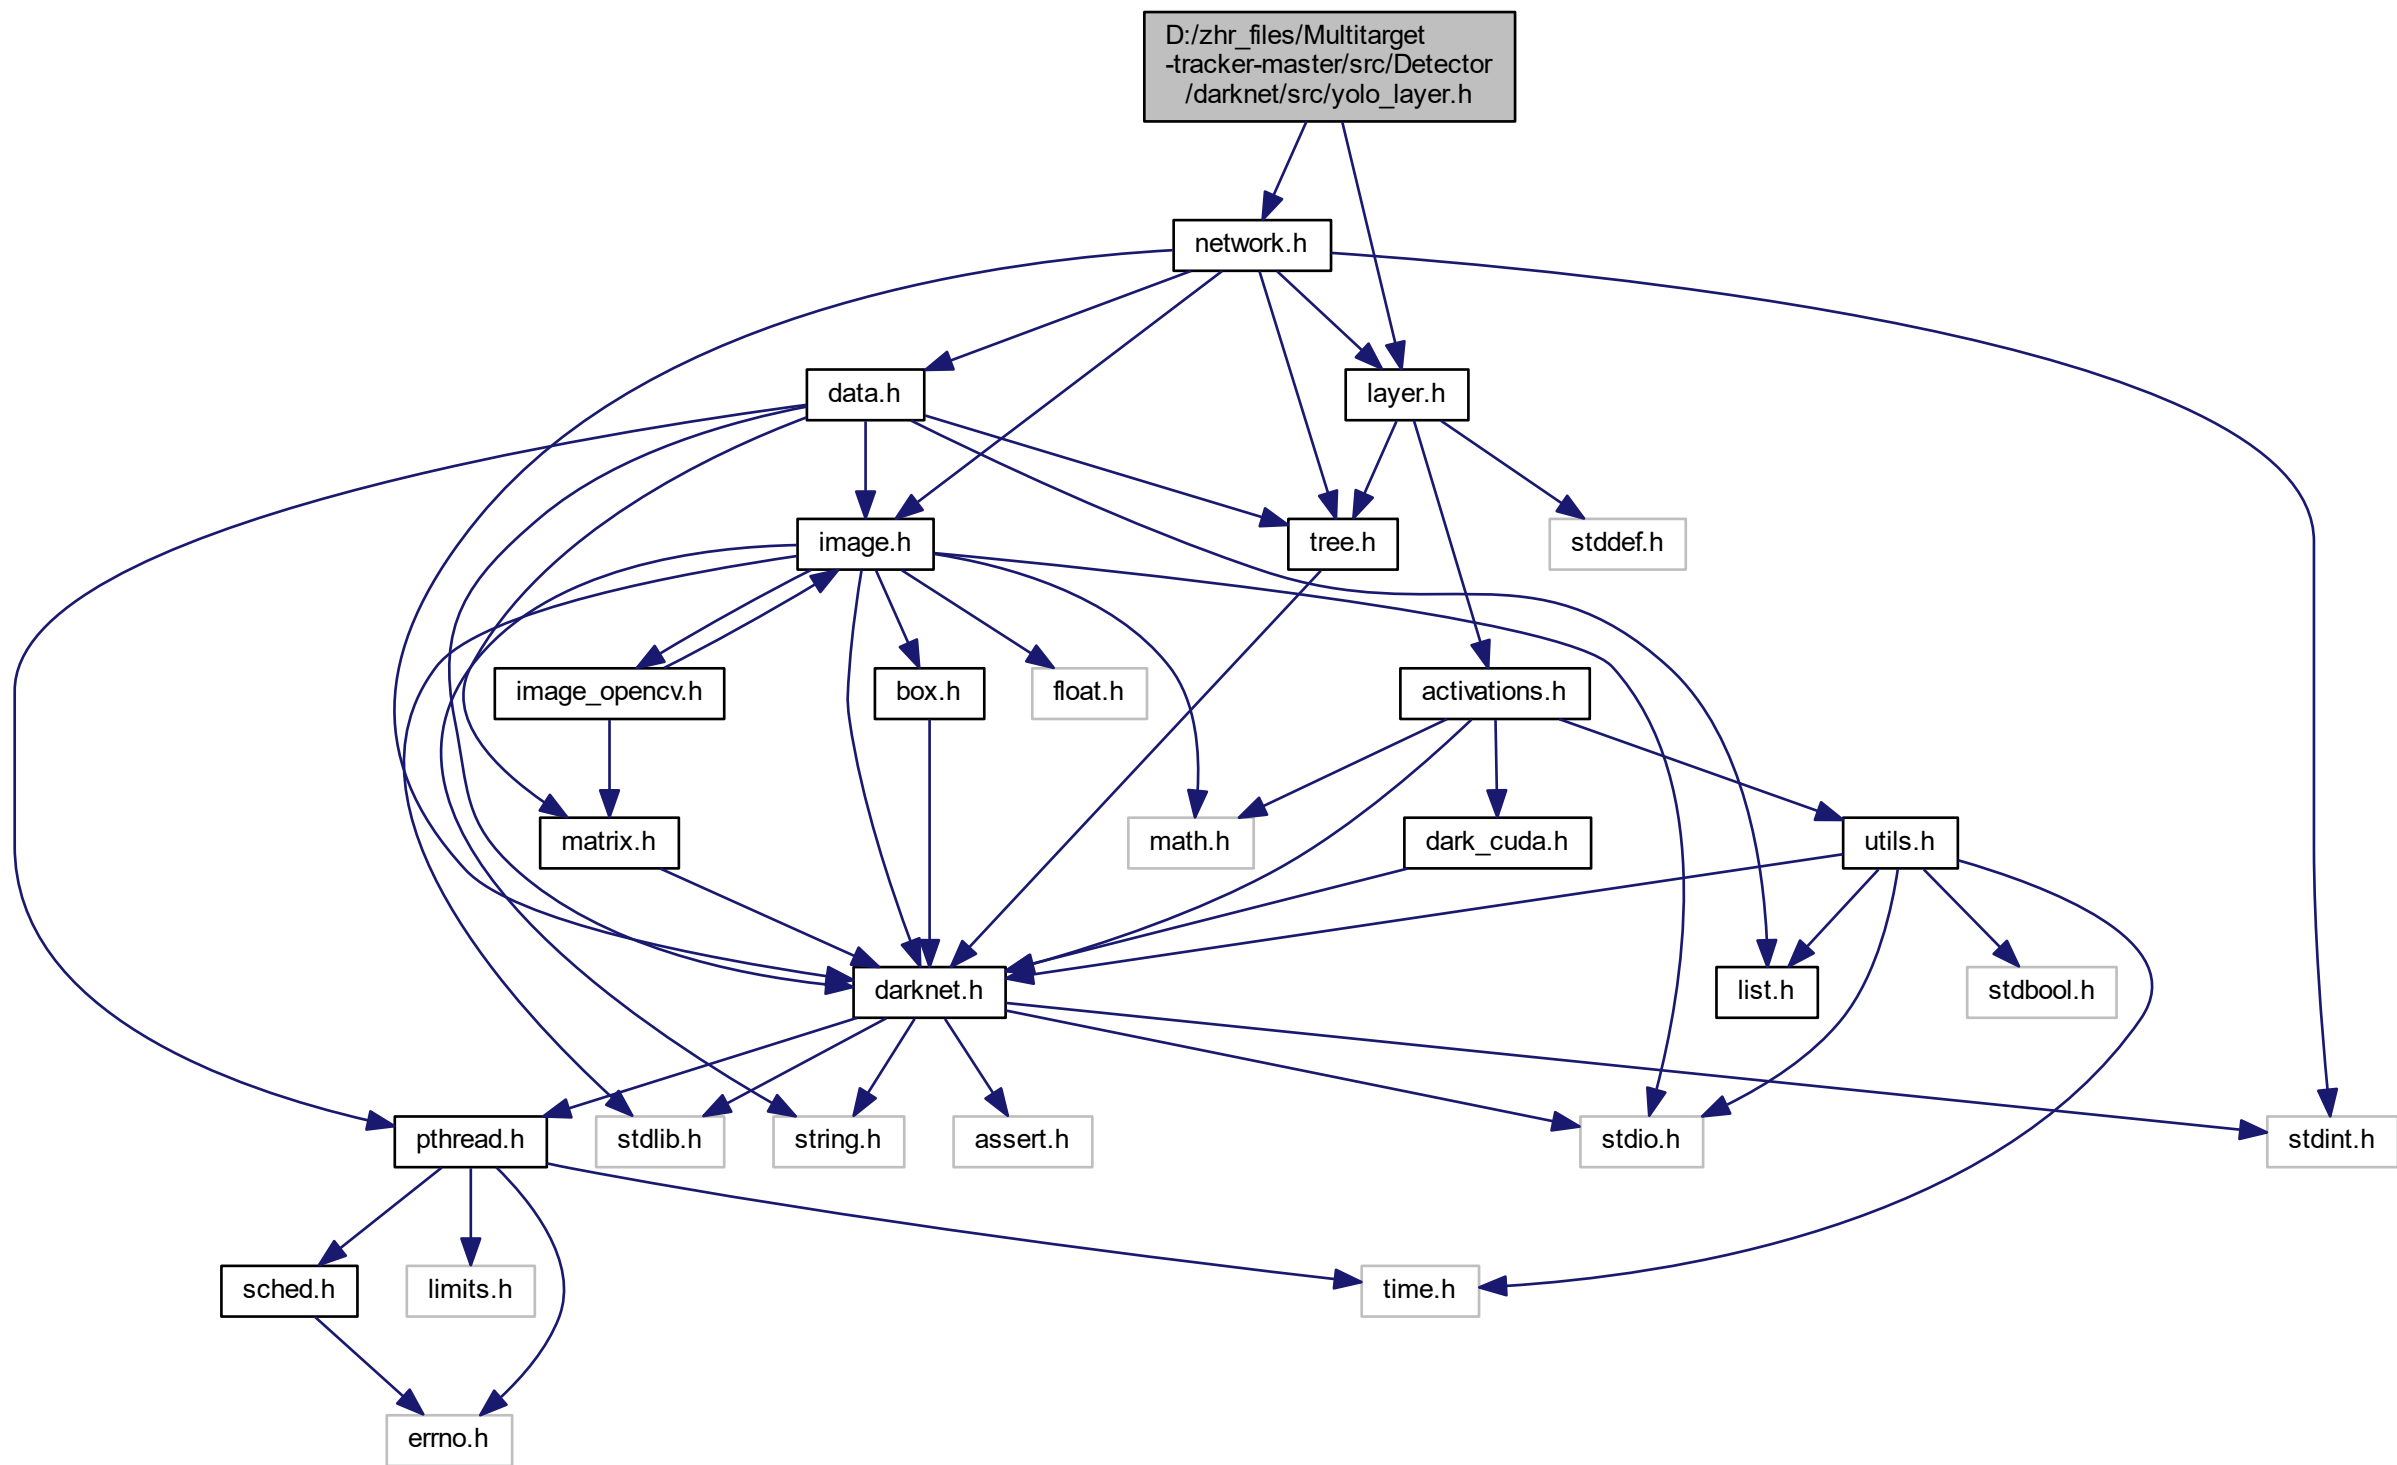 D:/zhr_files/Multitarget
-tracker-master/src/Detector
/darknet/src/yolo_layer.h
network.h
data.h
layer.h
image.h
tree.h
stddef.h
image_opencv.h
box.h
float.h
activations.h
matrix.h
math.h
dark_cuda.h
utils.h
darknet.h
list.h
stdbool.h
pthread.h
stdlib.h
string.h
assert.h
stdio.h
stdint.h
sched.h
limits.h
time.h
errno.h